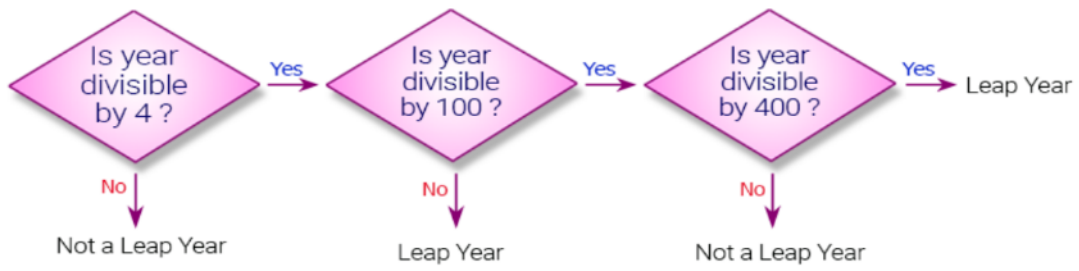 Is year
divisible
by 4 ?
Yes
No
Not a Leap Year
Is year
divisible
by 100 ?
Yes
No
Leap Year
Is year
divisible
by 400 ?
Yes
Leap Year
No
Not a Leap Year